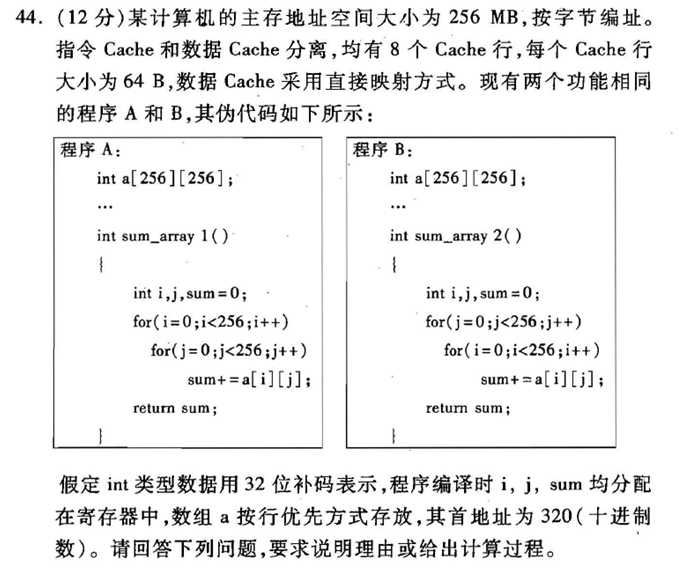 44. (12分)某计算机的主存地址空间大小为 256 MB,按字节编址。
指令 Cache 和数据 Cache 分离,均有 8 个 Cache 行,每个 Cache 行
大小为 64 B,数据 Cache 采用直接映射方式。现有两个功能相同
的程序 A 和 B,其伪代码如下所示:
程序 A:
int a[256][256];
…
int sum_array 1()
{
int i,j,sum=0;
for(i=0;i<256;i++)
for(j=0;j<256;j++)
sum+=a[i][j];
return sum;
}
程序 B:
int a[256][256];
…
int sum_array 2()
{
int i,j,sum=0;
for(j=0;j<256;j++)
for(i=0;i<256;i++)
sum+=a[i][j];
return sum;
}
假定 int 类型数据用 32 位补码表示,程序编译时 i, j, sum 均分配
在寄存器中,数组 a 按行优先方式存放,其首地址为 320(十进制
数)。请回答下列问题,要求说明理由或给出计算过程。